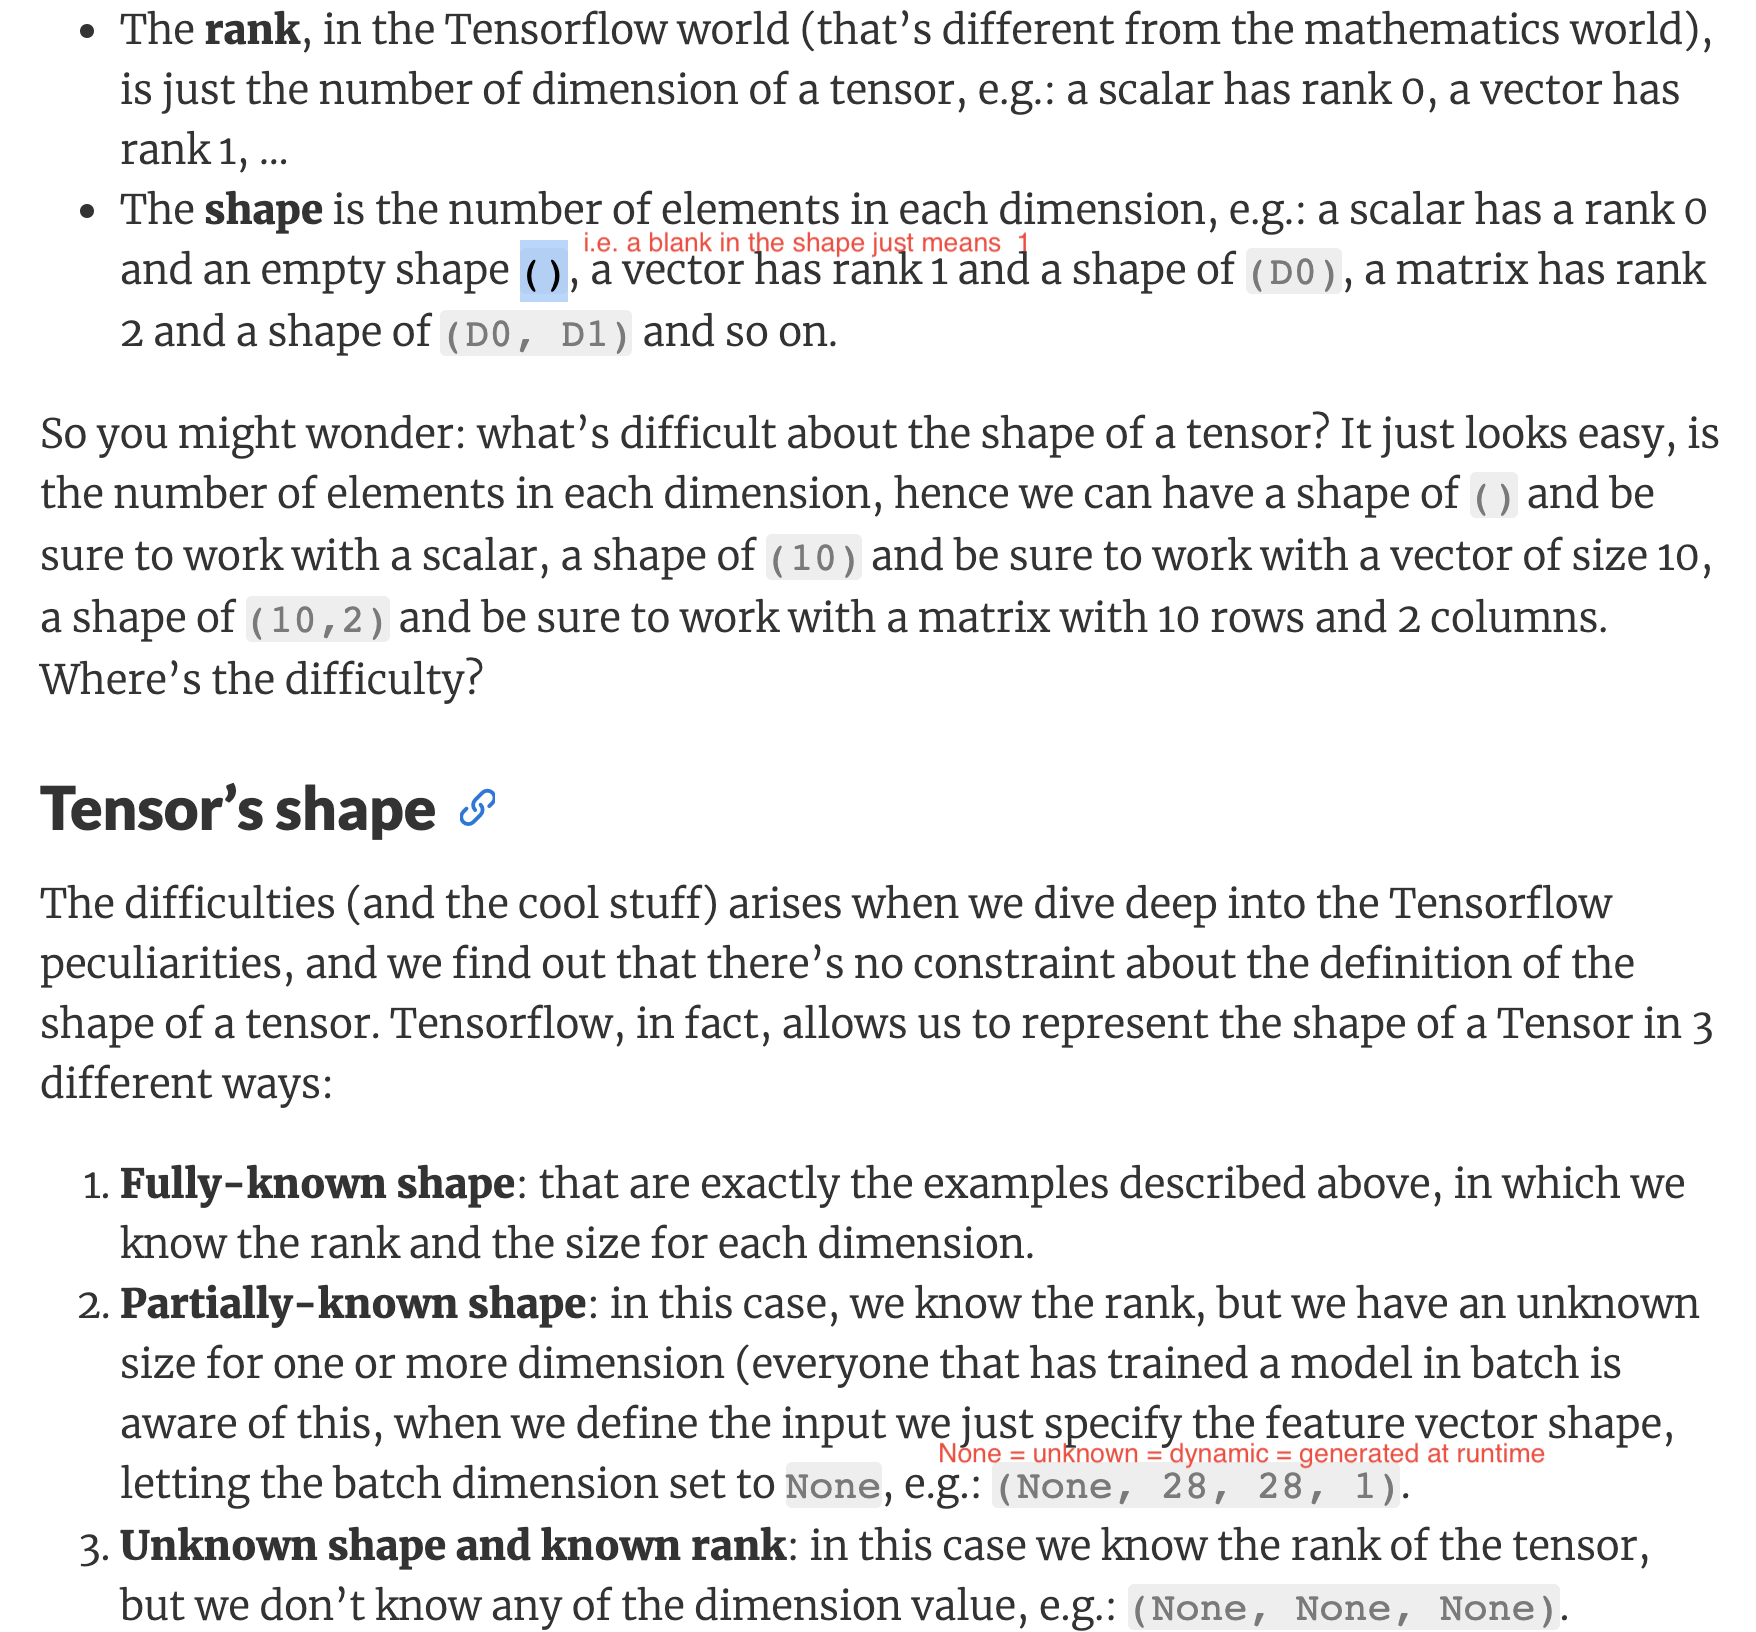 • The rank, in the Tensorflow world (that’s different from the mathematics world),
is just the number of dimension of a tensor, e.g.: a scalar has rank 0, a vector has
rank 1, ...
• The shape is the number of elements in each dimension, e.g.: a scalar has a rank 0
i.e. a blank in the shape just means 1
and an empty shape (), a vector has rank 1 and a shape of (D0), a matrix has rank
2 and a shape of (D0, D1) and so on.
So you might wonder: what’s difficult about the shape of a tensor? It just looks easy, is
the number of elements in each dimension, hence we can have a shape of () and be
sure to work with a scalar, a shape of (10) and be sure to work with a vector of size 10,
a shape of (10,2) and be sure to work with a matrix with 10 rows and 2 columns.
Where’s the difficulty?
Tensor’s shape
The difficulties (and the cool stuff) arises when we dive deep into the Tensorflow
peculiarities, and we find out that there’s no constraint about the definition of the
shape of a tensor. Tensorflow, in fact, allows us to represent the shape of a Tensor in 3
different ways:
1. Fully-known shape: that are exactly the examples described above, in which we
know the rank and the size for each dimension.
2. Partially-known shape: in this case, we know the rank, but we have an unknown
size for one or more dimension (everyone that has trained a model in batch is
aware of this, when we define the input we just specify the feature vector shape,
None = unknown = dynamic = generated at runtime
letting the batch dimension set to None, e.g.: (None, 28, 28, 1).
3. Unknown shape and known rank: in this case we know the rank of the tensor,
but we don’t know any of the dimension value, e.g.: (None, None, None).